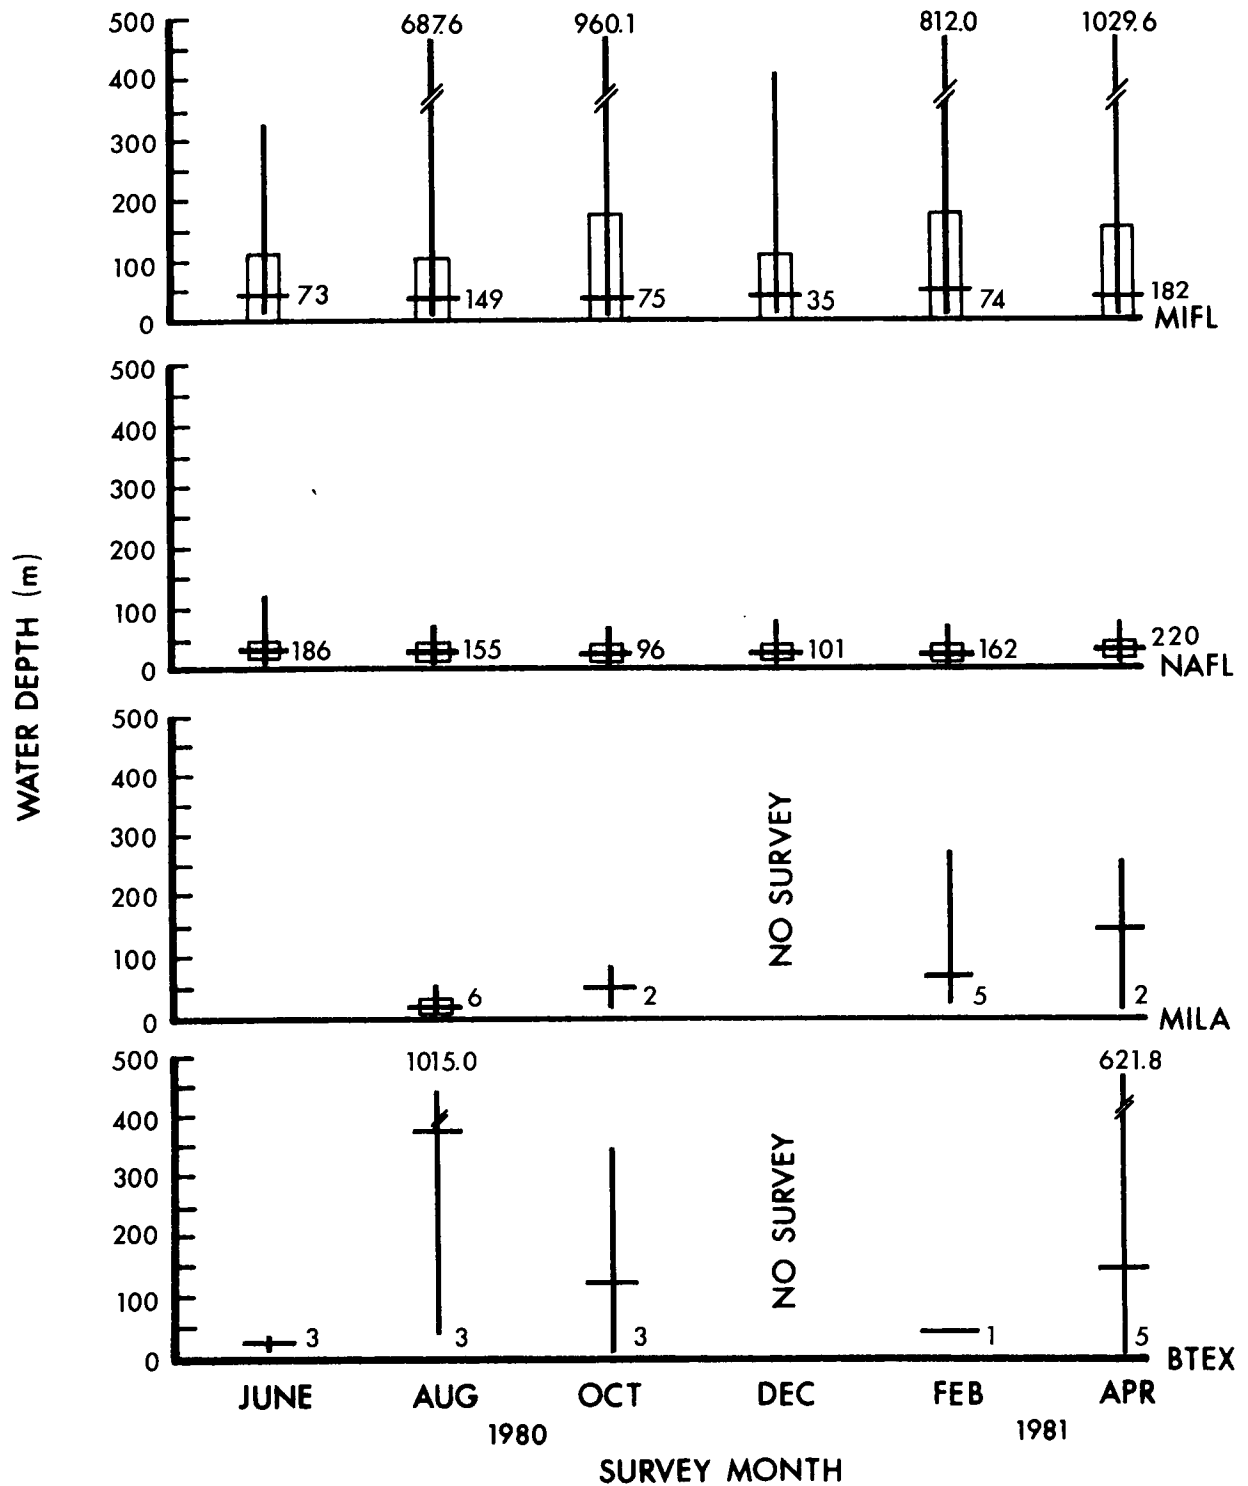 WATER DEPTH (m)
687.6 960.1 812.0 1029.6
500
400
300
200
100
0
73 149 75 35 74 182
MIFL
500
400
300
200
100
0
186 155 96 101 162 220
NAFL
500
400
300
200
100
0
6 2 NO SURVEY 5 2
MILA
1015.0 621.8
500
400
300
200
100
0
3 3 3 NO SURVEY 1 5
BTEX
JUNE AUG OCT DEC FEB APR
1980 1981
SURVEY MONTH